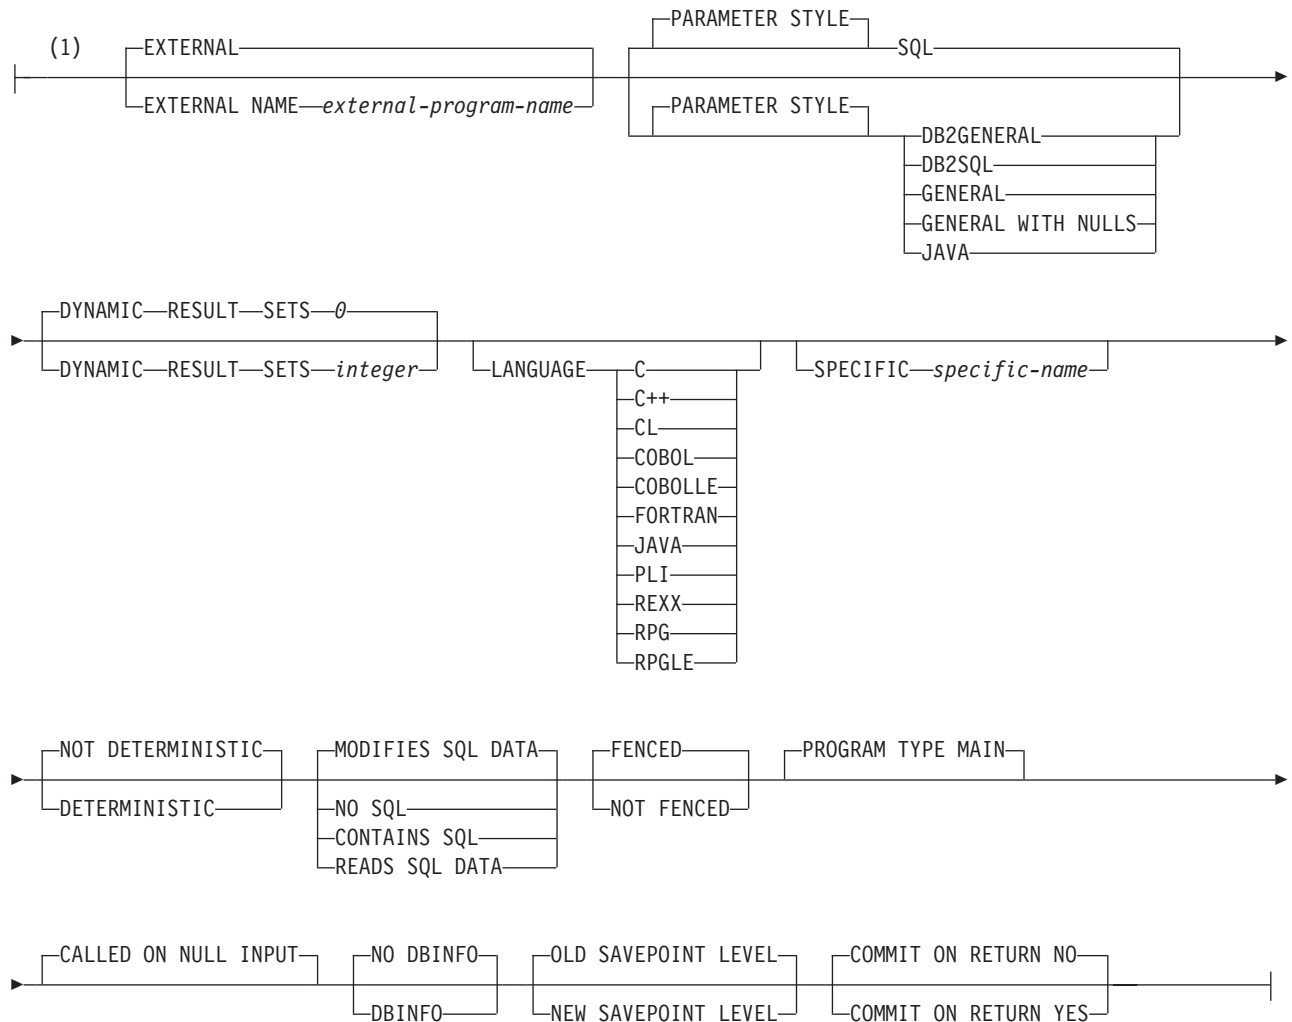 PARAMETER STYLE
(1) EXTERNAL SQL
EXTERNAL NAME external-program-name PARAMETER STYLE
DB2GENERAL
DB2SQL
GENERAL
GENERAL WITH NULLS
JAVA
DYNAMIC RESULT SETS 0
DYNAMIC RESULT SETS integer LANGUAGE C SPECIFIC specific-name
C++
CL
COBOL
COBOLLE
FORTRAN
JAVA
PLI
REXX
RPG
RPGLE
NOT DETERMINISTIC MODIFIES SQL DATA FENCED PROGRAM TYPE MAIN
DETERMINISTIC NO SQL NOT FENCED
CONTAINS SQL
READS SQL DATA
CALLED ON NULL INPUT NO DBINFO OLD SAVEPOINT LEVEL COMMIT ON RETURN NO
DBINFO NEW SAVEPOINT LEVEL COMMIT ON RETURN YES